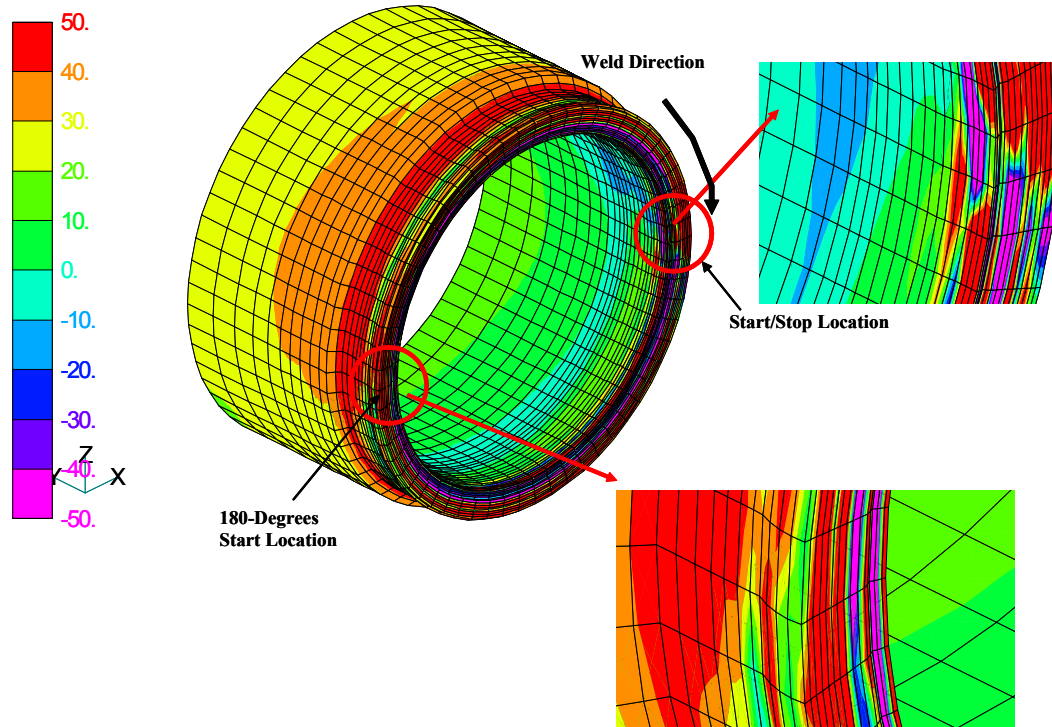 50.
40.
30.
20.
10.
0.
-10.
-20.
-30.
-40.
-50.
Z
Y
X
Weld Direction
Start/Stop Location
180-Degrees
Start Location